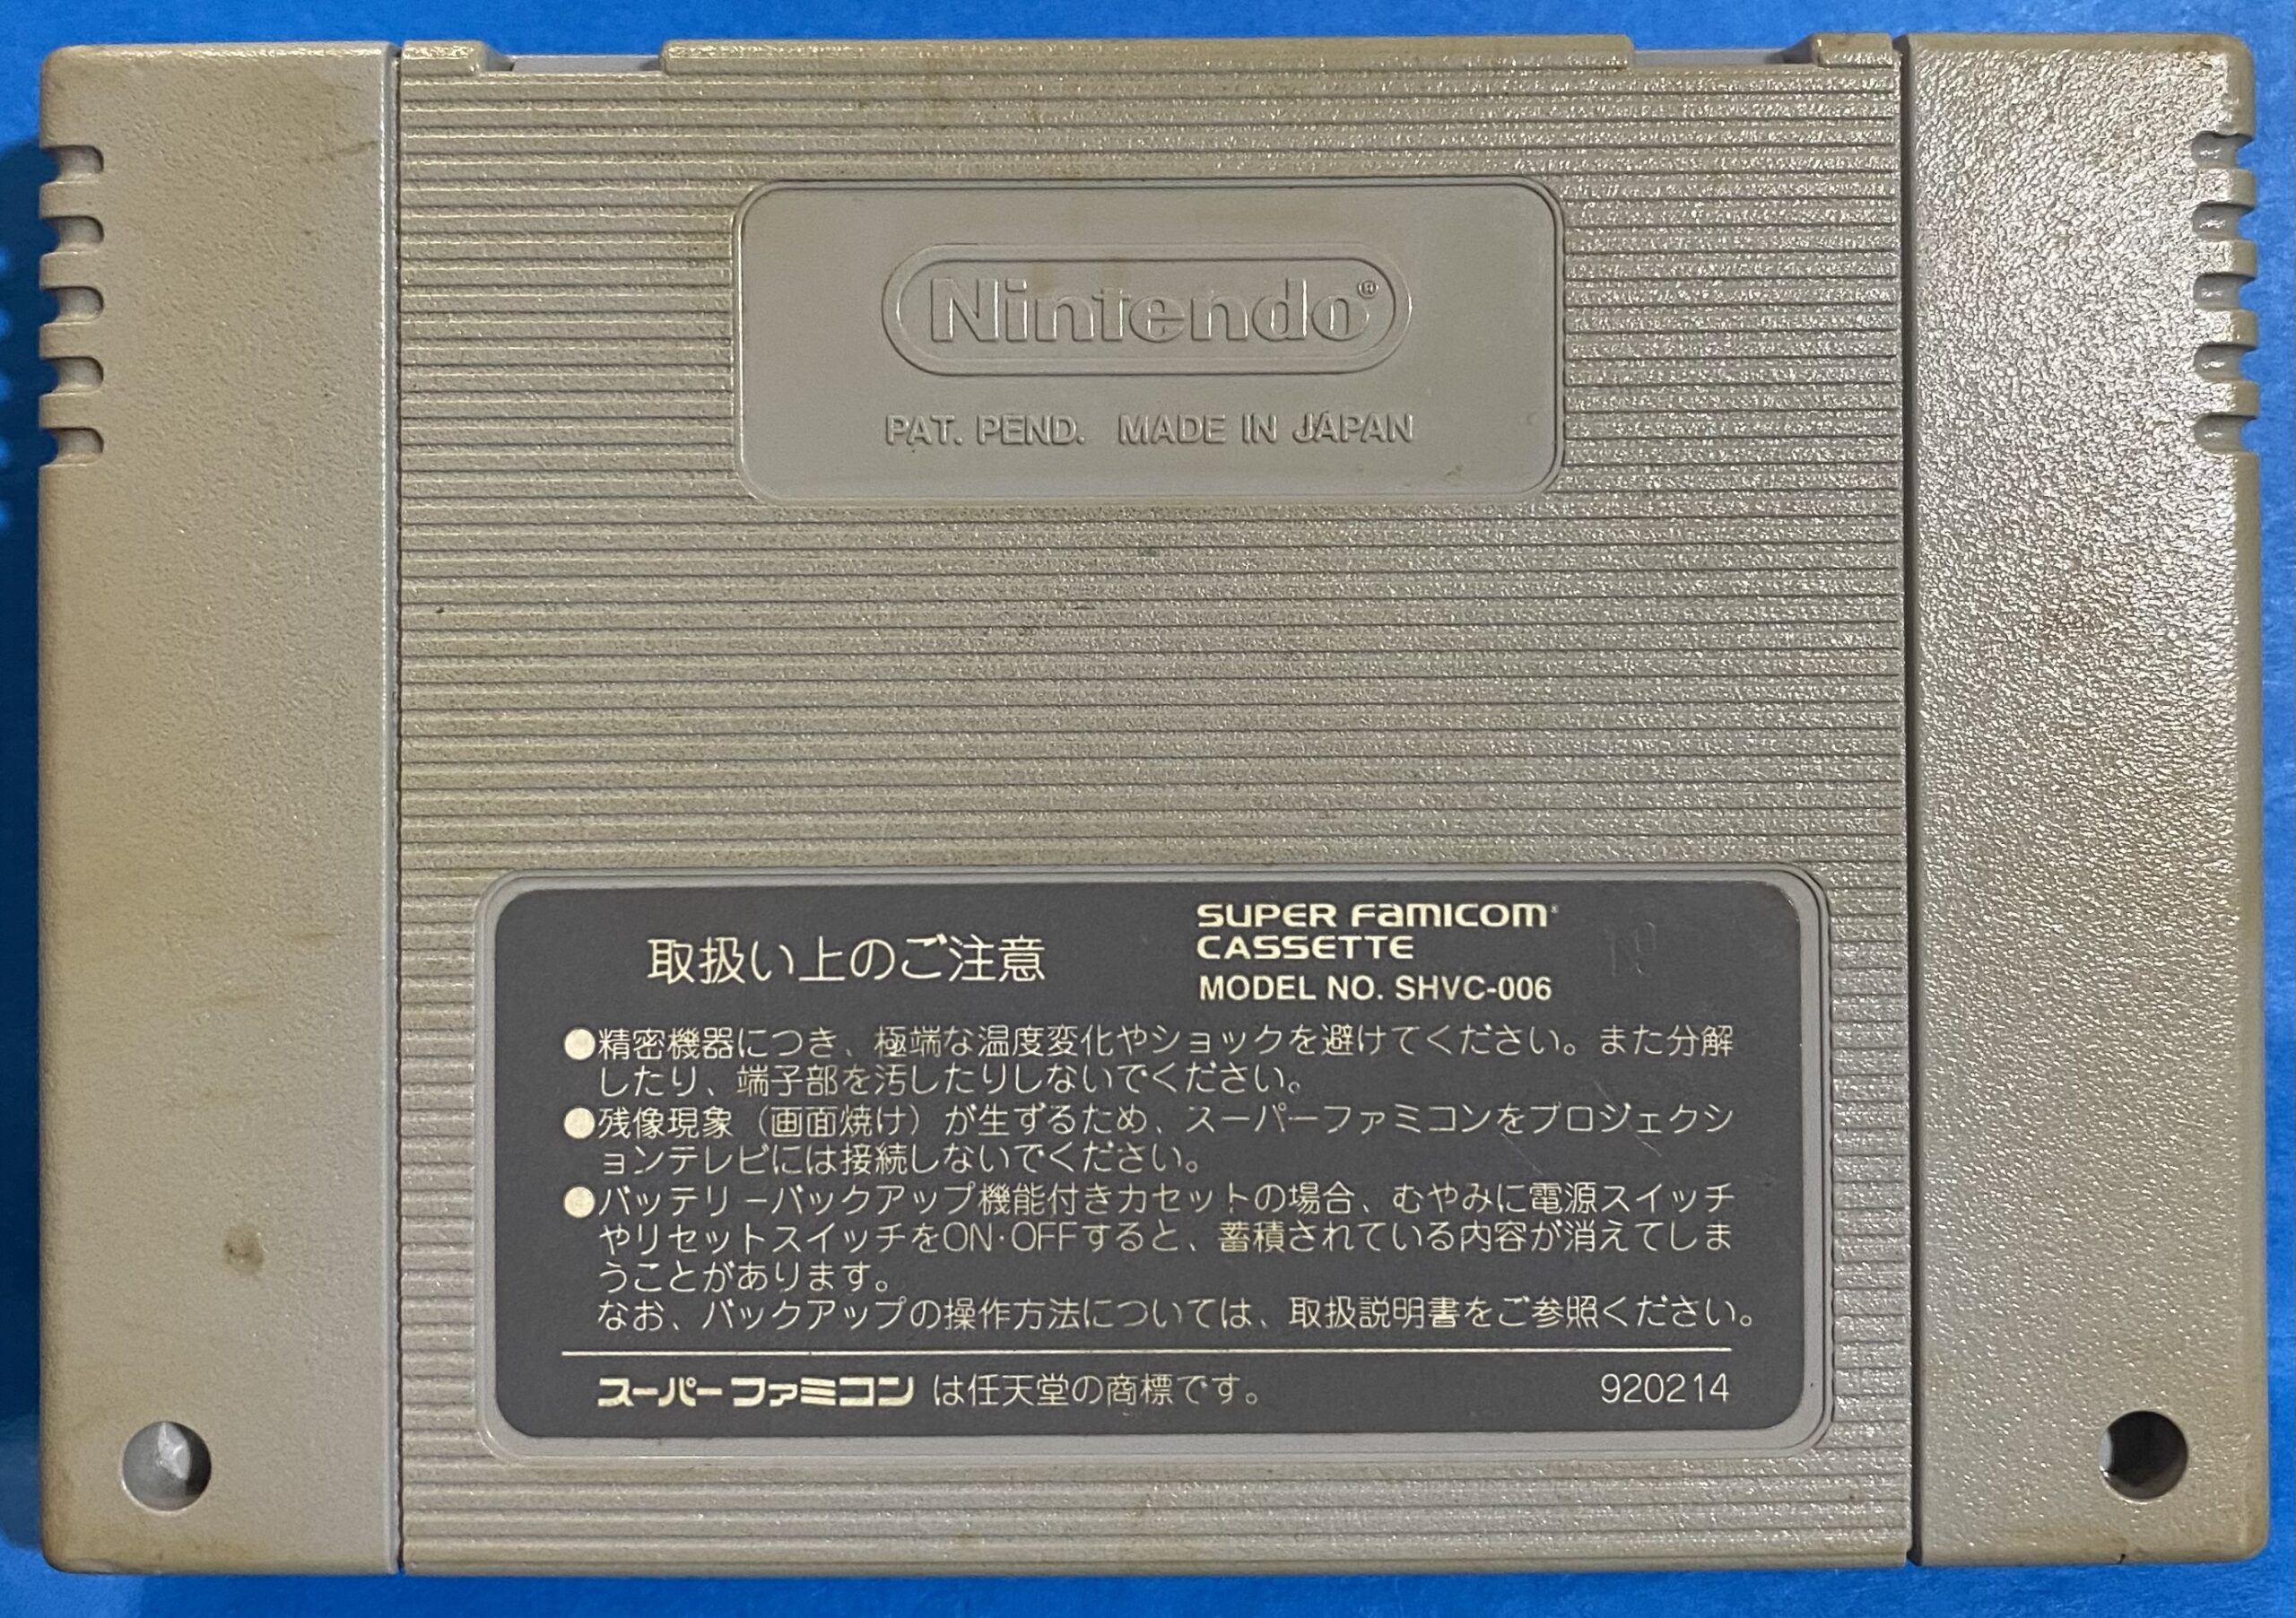 Nintendo®
PAT. PEND. MADE IN JAPAN
取扱い上のご注意
SUPER FAMICOM
CASSETTE
MODEL NO. SHVC-006
●精密機器につき、極端な温度変化やショックを避けてください。また分解
したり、端子部を汚したりしないでください。
●残像現象（画面焼け）が生ずるため、スーパーファミコンをプロジェクシ
ョンテレビには接続しないでください。
●バッテリーバックアップ機能付きカセットの場合、むやみに電源スイッチ
やリセットスイッチをON·OFFすると、蓄積されている内容が消えてしま
うことがあります。
なお、バックアップの操作方法については、取扱説明書をご参照ください。
スーパーファミコン は任天堂の商標です。
920214